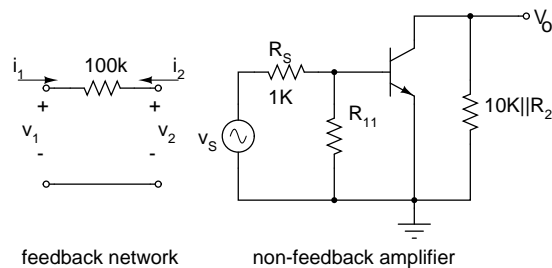 i1
100k
i2
+
+
v1
v2
-
-
feedback network
RS
1K
vS
R11
Vo
10K||R2
non-feedback amplifier